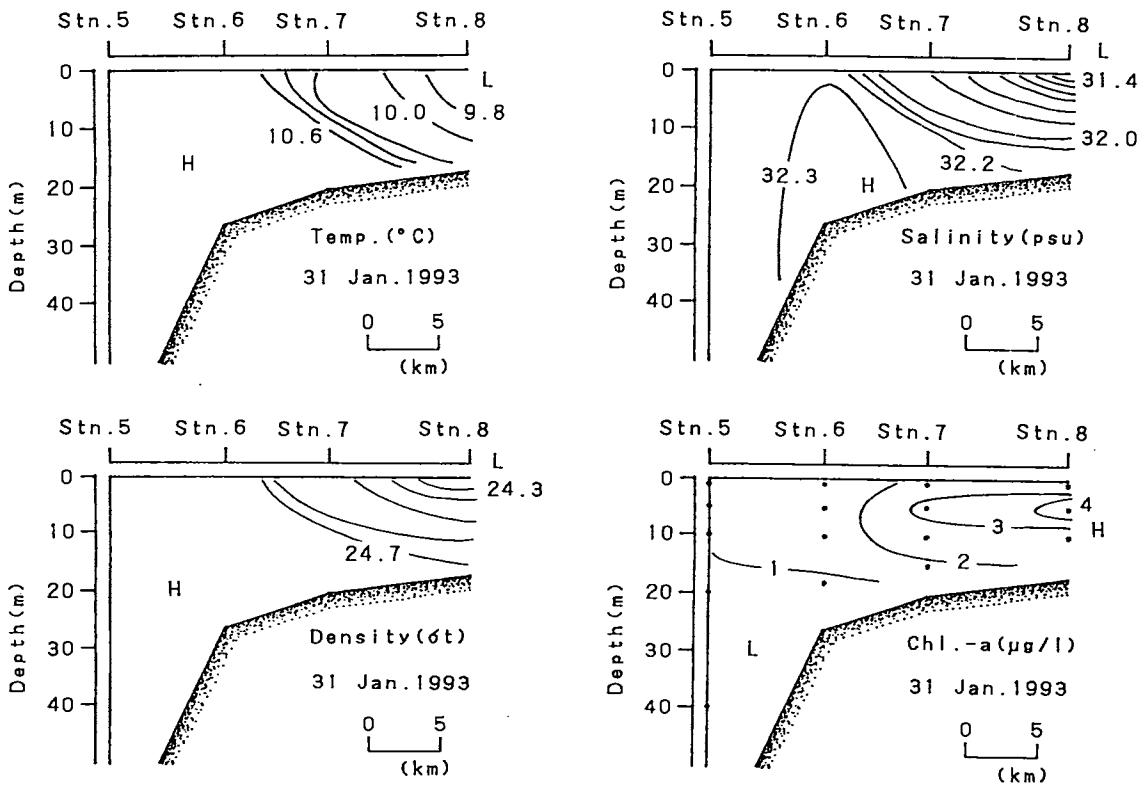 Stn.5 Stn.6 Stn.7 Stn.8
0
10
20
30
40
Depth(m)
L
9.8
10.0
10.6
H
Temp.(°C)
31 Jan.1993
0 5
(km)
Stn.5 Stn.6 Stn.7 Stn.8
L
0
10
20
30
40
Depth(m)
31.4
32.0
32.2
32.3
H
Salinity(psu)
31 Jan.1993
0 5
(km)
Stn.5 Stn.6 Stn.7 Stn.8
L
0
10
20
30
40
Depth(m)
24.3
24.7
H
Density(σt)
31 Jan.1993
0 5
(km)
Stn.5 Stn.6 Stn.7 Stn.8
0
10
20
30
40
Depth(m)
4
3
H
2
1
L
Chl.-a(μg/l)
31 Jan.1993
0 5
(km)